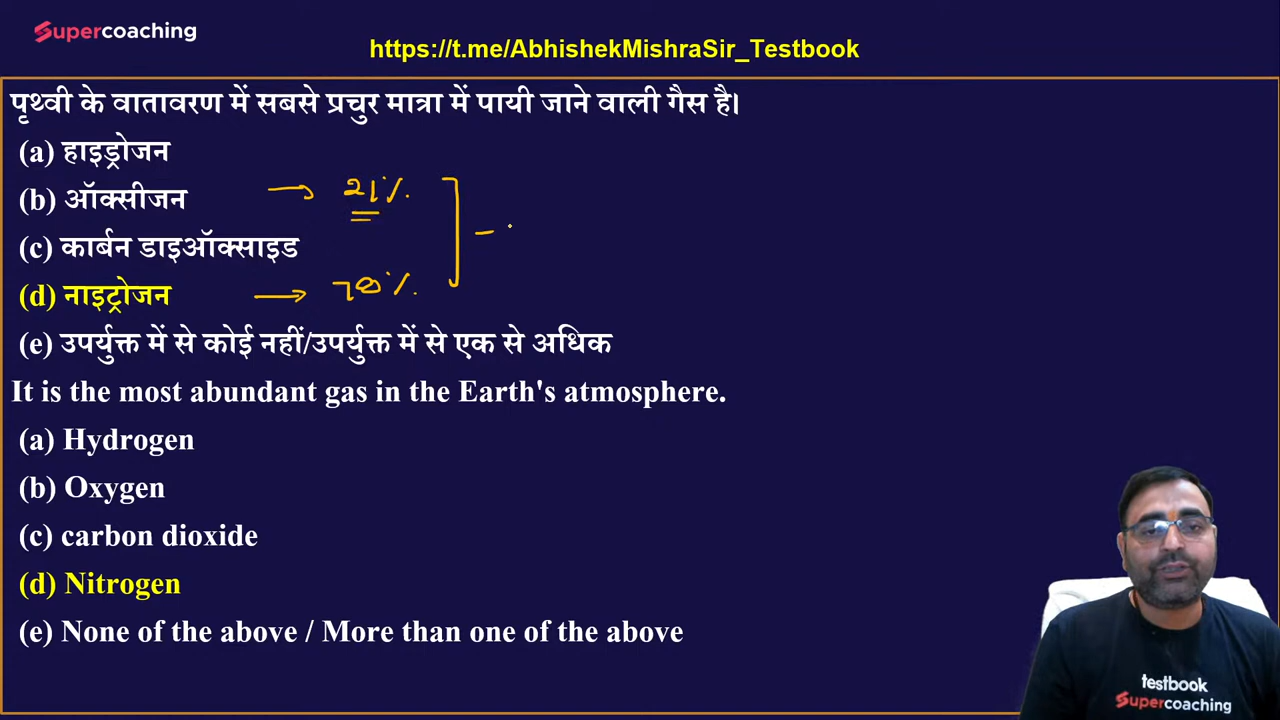 Supercoaching
https://t.me/AbhishekMishraSir_Testbook
पृथ्वी के वातावरण में सबसे प्रचुर मात्रा में पायी जाने वाली गैस है।
(a) हाइड्रोजन
(b) ऑक्सीजन → 21%
(c) कार्बन डाइऑक्साइड
(d) नाइट्रोजन → 78%
(e) उपर्युक्त में से कोई नहीं/उपर्युक्त में से एक से अधिक
It is the most abundant gas in the Earth's atmosphere.
(a) Hydrogen
(b) Oxygen
(c) carbon dioxide
(d) Nitrogen
(e) None of the above / More than one of the above
testbook
Supercoaching